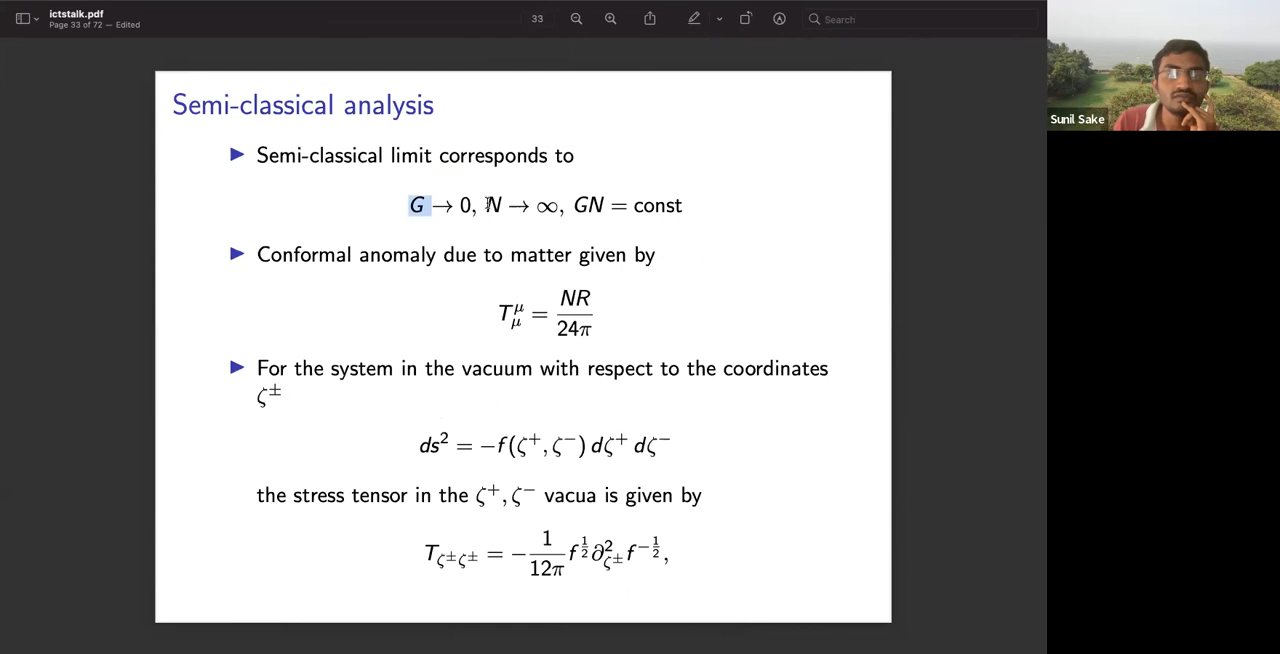 ictstalk.pdf
Page 33 of 72 — Edited
33
Search
Semi-classical analysis
▶ Semi-classical limit corresponds to
G → 0, N → ∞, GN = const
▶ Conformal anomaly due to matter given by
T^μ_μ = NR / 24π
▶ For the system in the vacuum with respect to the coordinates
ζ^±
ds² = −f(ζ⁺, ζ⁻) dζ⁺ dζ⁻
the stress tensor in the ζ⁺, ζ⁻ vacua is given by
T_{ζ^±ζ^±} = − 1/12π f^{1/2} ∂²_{ζ^±} f^{−1/2},
Sunil Sake